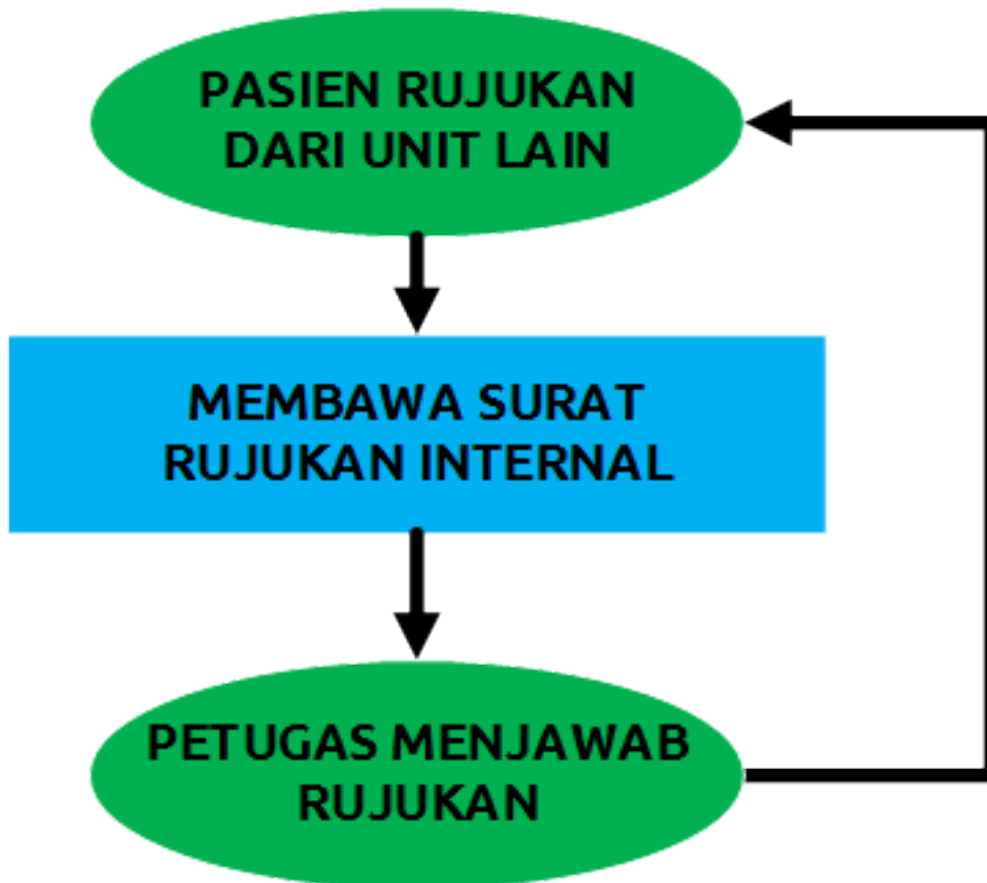 PASIEN RUJUKAN
DARI UNIT LAIN
MEMBAWA SURAT
RUJUKAN INTERNAL
PETUGAS MENJAWAB
RUJUKAN